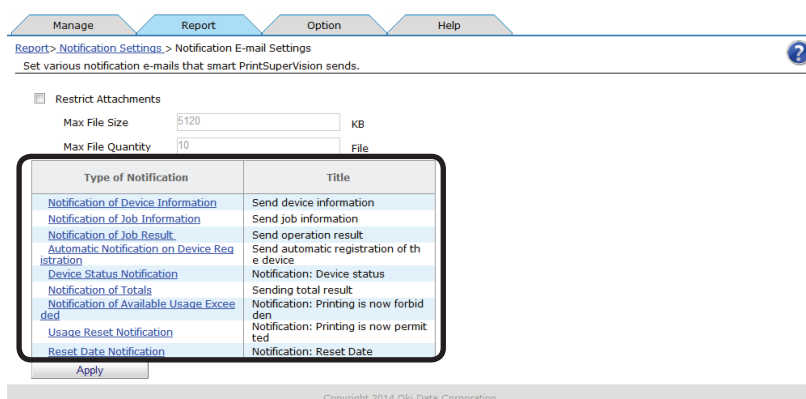 Manage Report Option Help
Report> Notification Settings > Notification E-mail Settings
?
Set various notification e-mails that smart PrintSuperVision sends.
Restrict Attachments
Max File Size 5120 KB
Max File Quantity 10 File
Type of Notification Title
Notification of Device Information Send device information
Notification of Job Information Send job information
Notification of Job Result Send operation result
Automatic Notification on Device Reg Send automatic registration of th
istration e device
Device Status Notification Notification: Device status
Notification of Totals Sending total result
Notification of Available Usage Excee Notification: Printing is now forbid
ded den
Usage Reset Notification Notification: Printing is now permit
ted
Reset Date Notification Notification: Reset Date
Apply
Copyright 2014 Oki Data Corporation